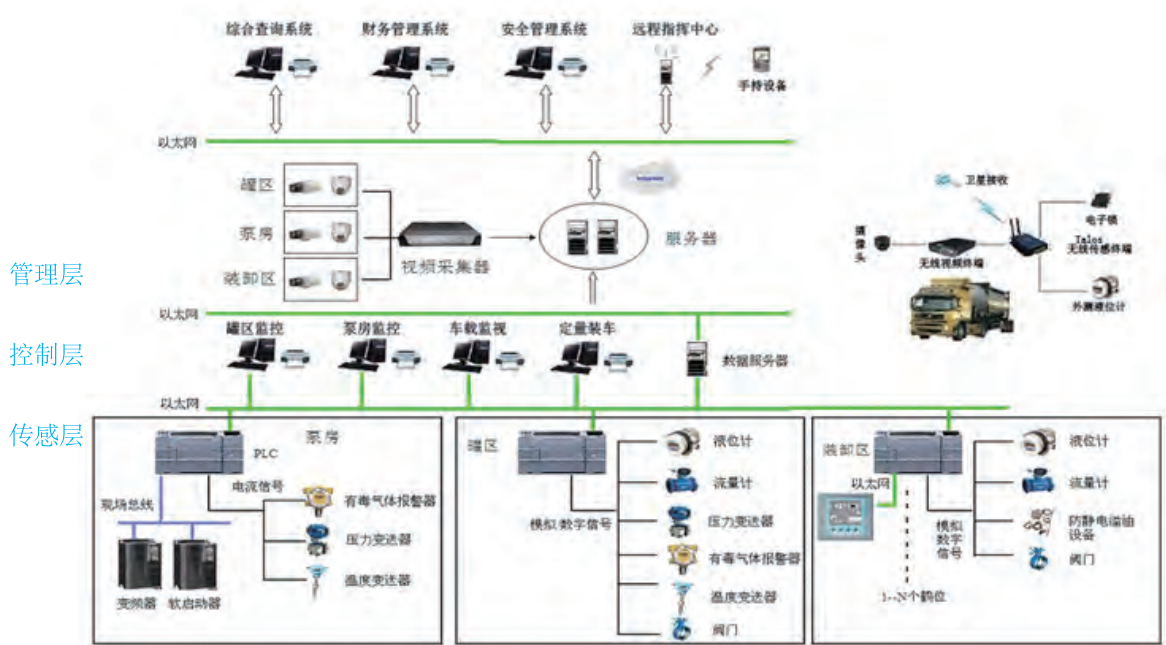 综合查询系统
财务管理系统
安全管理系统
远程指挥中心
手持设备
以太网
罐区
泵房
装卸区
视频采集器
服务器
卫星接收
电子锁
摄像头
无线视频终端
Talos
无线传感终端
外测液位计
管理层
以太网
罐区监控
泵房监控
车载监视
定量装车
控制层
数据服务器
以太网
传感层
泵房
PLC
现场总线
电流信号
有毒气体报警器
压力变送器
温度变送器
变频器
软启动器
罐区
模拟/数字信号
液位计
流量计
压力变送器
有毒气体报警器
温度变送器
阀门
装卸区
以太网
模拟
数字
信号
1--N个鹤位
液位计
流量计
防静电溢油
设备
阀门